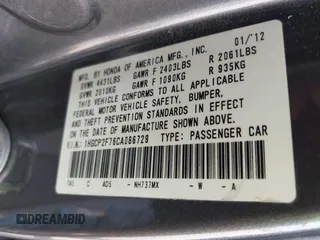 MFD. BY HONDA OF AMERICA MFG., INC. 01/12
GVWR 4431LBS GAWR F 2403LBS R 2061LBS
GVWR 2010KG GAWR F 1090KG R 935KG
THIS VEHICLE CONFORMS TO ALL APPLICABLE
FEDERAL MOTOR VEHICLE SAFETY, BUMPER,
AND THEFT PREVENTION STANDARDS IN EFFECT ON
THE DATE OF MANUFACTURE SHOWN ABOVE.
V.I.N: 1HGCP2F76CA086729 TYPE: PASSENGER CAR
C AD5 - NH737MX - W - A
DREAMBID